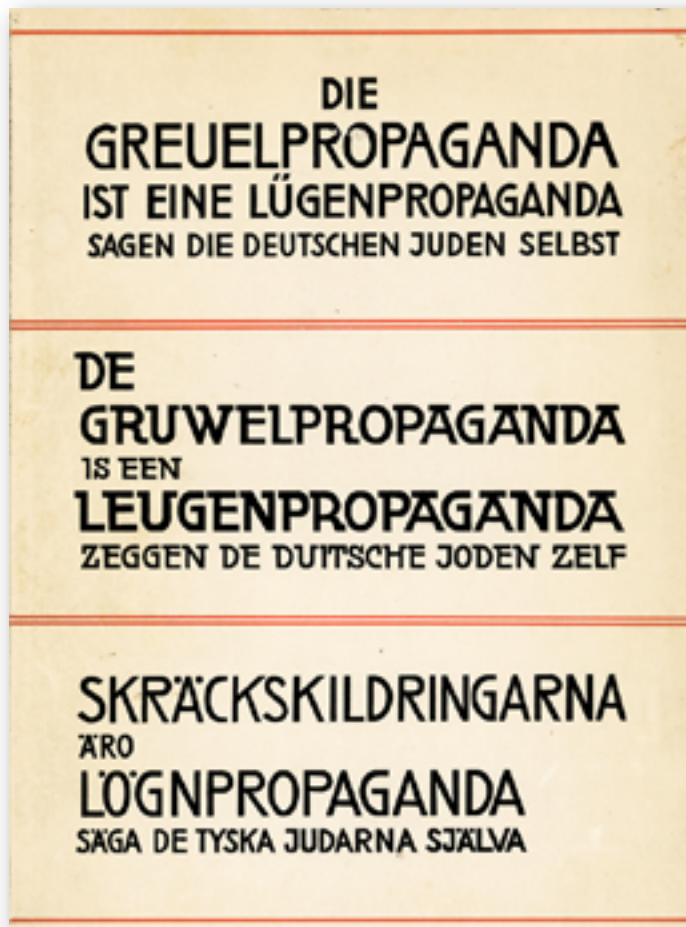 DIE
GREUELPROPAGANDA
IST EINE LÜGENPROPAGANDA
SAGEN DIE DEUTSCHEN JUDEN SELBST
DE
GRUWELPROPAGANDA
IS EEN
LEUGENPROPAGANDA
ZEGGEN DE DUITSCHE JODEN ZELF
SKRÄCKSKILDRINGARNA
ÄRO
LÖGNPROPAGANDA
SÄGA DE TYSKA JUDARNA SJÄLVA